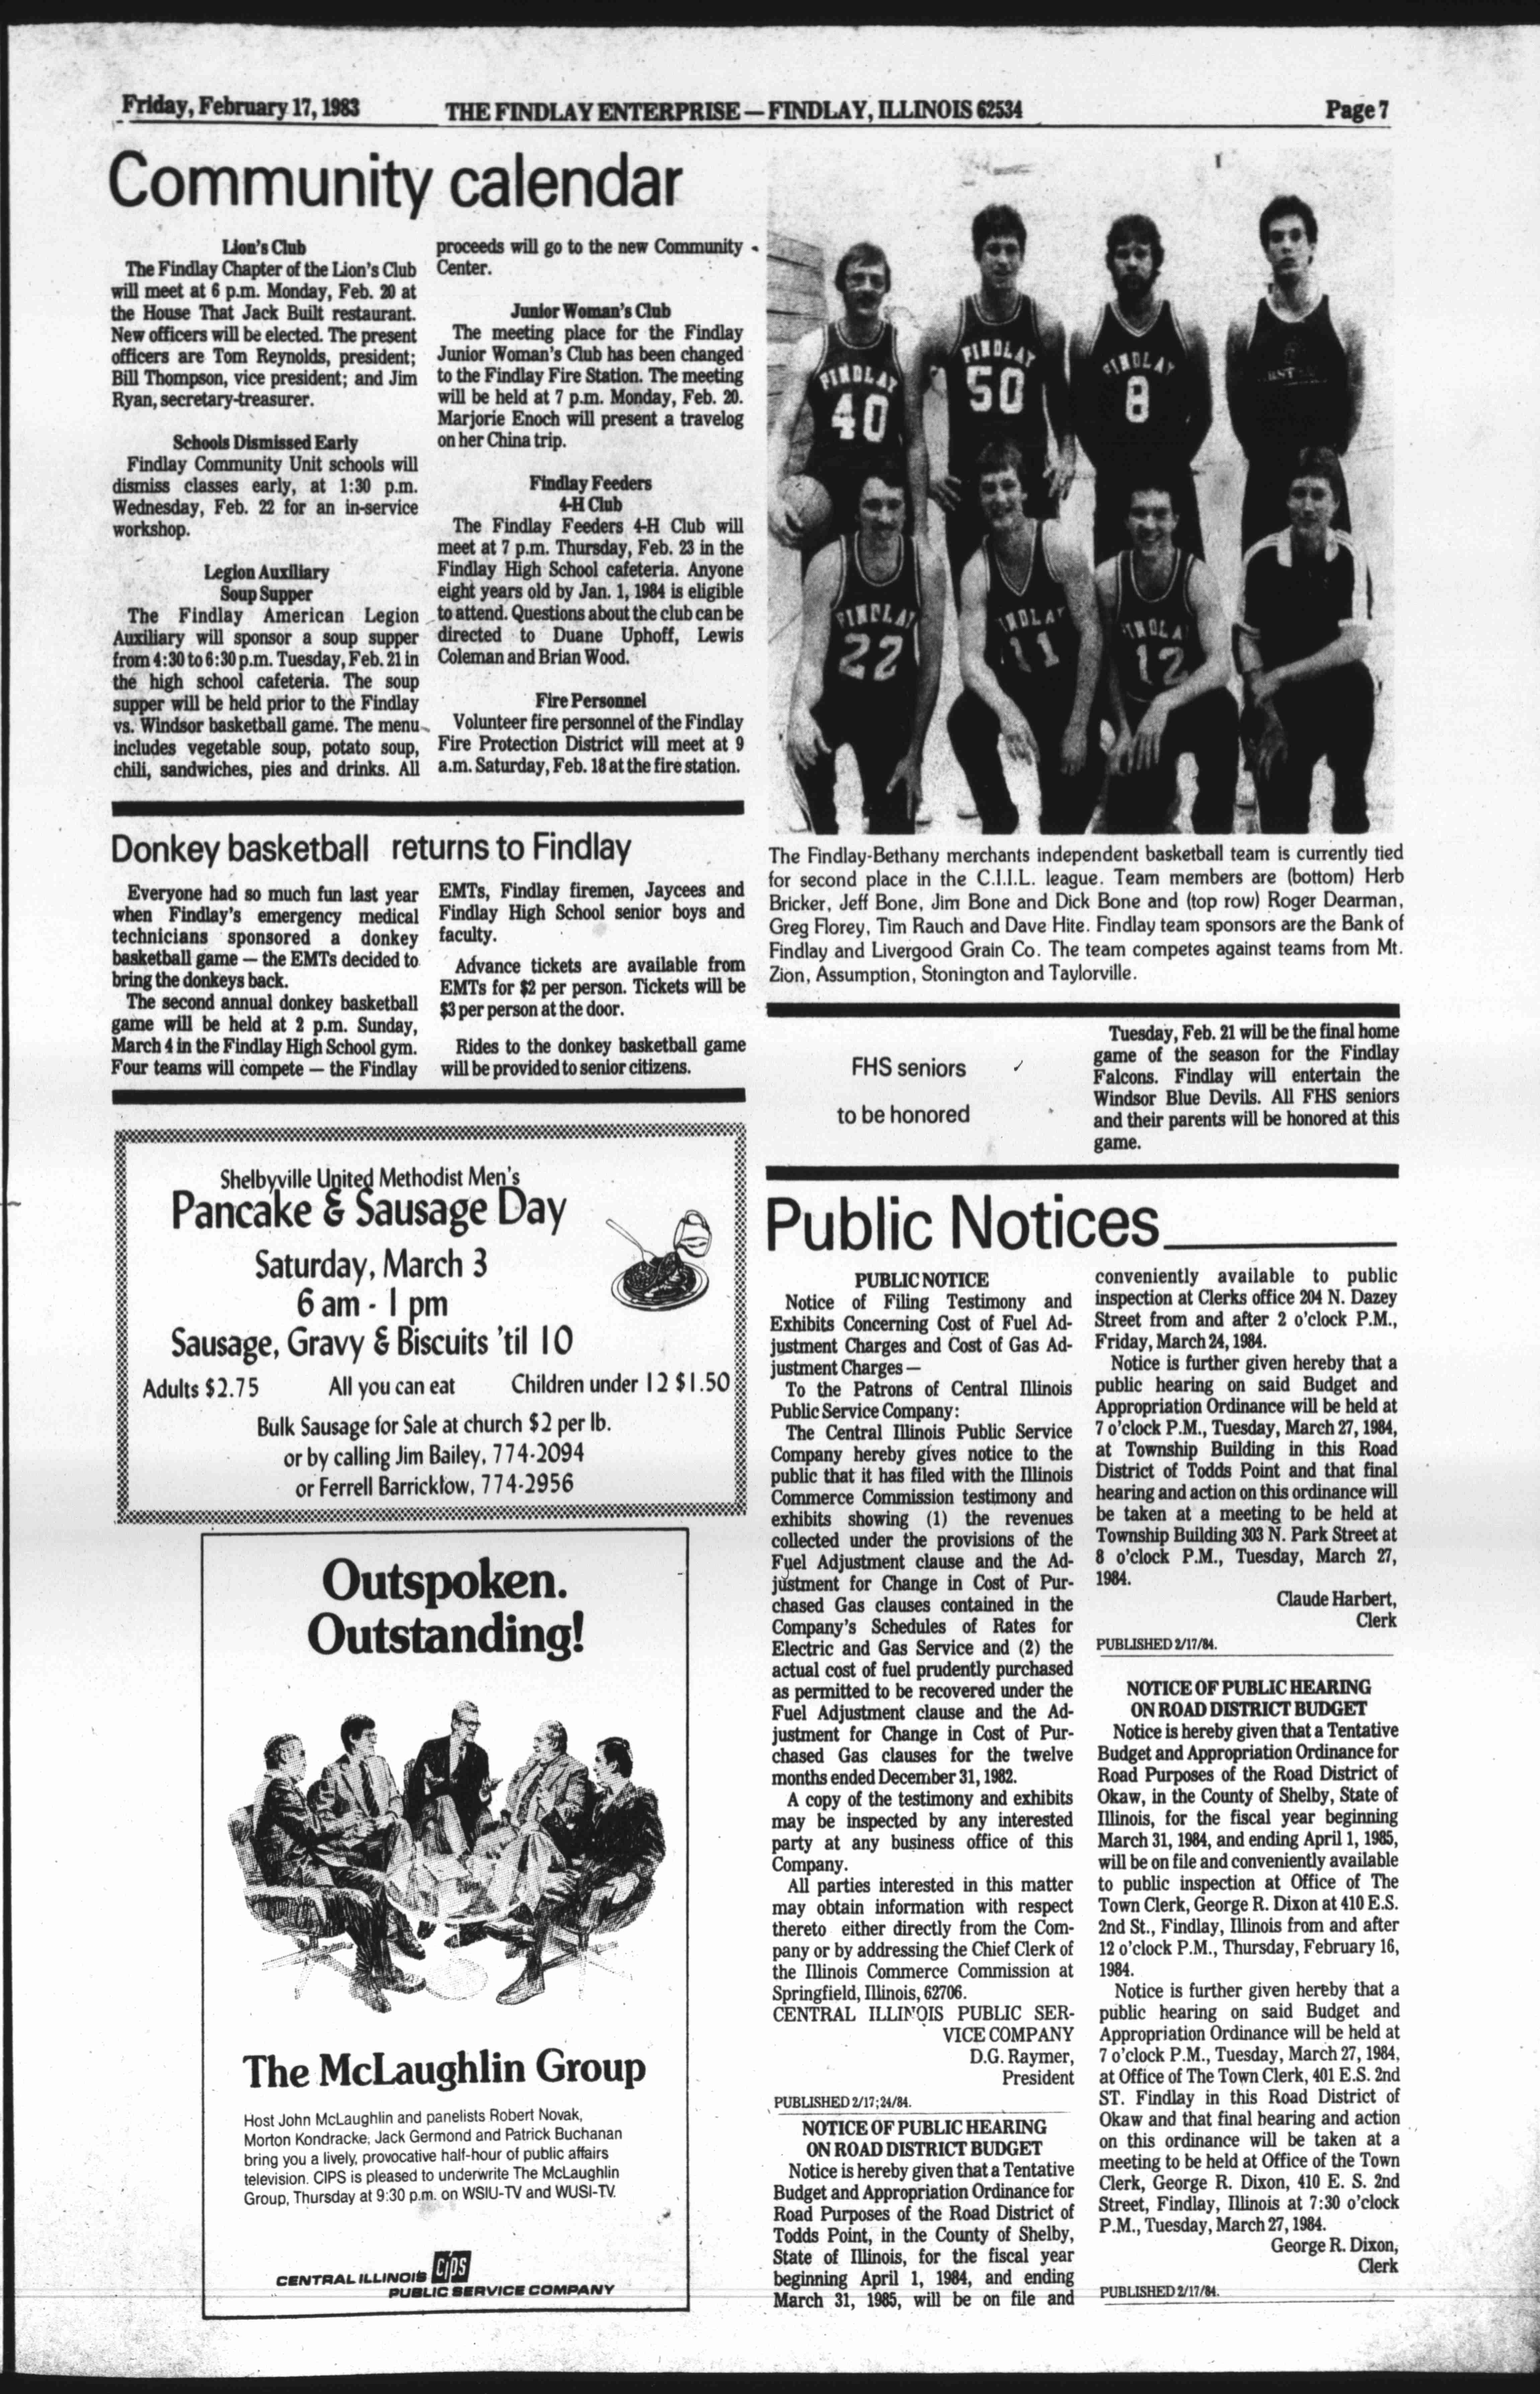 Friday, February 17, 1983
THE FINDLAY ENTERPRISE — FINDLAY, ILLINOIS 62534
Page 7
Community calendar
Lion's Club
The Findlay Chapter of the Lion's Club
will meet at 6 p.m. Monday, Feb. 20 at
the House That Jack Built restaurant.
New officers will be elected. The present
officers are Tom Reynolds, president;
Bill Thompson, vice president; and Jim
Ryan, secretary-treasurer.
Schools Dismissed Early
Findlay Community Unit schools will
dismiss classes early, at 1:30 p.m.
Wednesday, Feb. 22 for an in-service
workshop.
Legion Auxiliary
Soup Supper
The Findlay American Legion
Auxiliary will sponsor a soup supper
from 4:30 to 6:30 p.m. Tuesday, Feb. 21 in
the high school cafeteria. The soup
supper will be held prior to the Findlay
vs. Windsor basketball game. The menu
includes vegetable soup, potato soup,
chili, sandwiches, pies and drinks. All
proceeds will go to the new Community
Center.
Junior Woman's Club
The meeting place for the Findlay
Junior Woman's Club has been changed
to the Findlay Fire Station. The meeting
will be held at 7 p.m. Monday, Feb. 20.
Marjorie Enoch will present a travelog
on her China trip.
Findlay Feeders
4-H Club
The Findlay Feeders 4-H Club will
meet at 7 p.m. Thursday, Feb. 23 in the
Findlay High School cafeteria. Anyone
eight years old by Jan. 1, 1984 is eligible
to attend. Questions about the club can be
directed to Duane Uphoff, Lewis
Coleman and Brian Wood.
Fire Personnel
Volunteer fire personnel of the Findlay
Fire Protection District will meet at 9
a.m. Saturday, Feb. 18 at the fire station.
FINDLAY
40
FINDLAY
50
FINDLAY
8
FINDLAY
22
INDLAY
11
INDLA
12
The Findlay-Bethany merchants independent basketball team is currently tied
for second place in the C.I.I.L. league. Team members are (bottom) Herb
Bricker, Jeff Bone, Jim Bone and Dick Bone and (top row) Roger Dearman,
Greg Florey, Tim Rauch and Dave Hite. Findlay team sponsors are the Bank of
Findlay and Livergood Grain Co. The team competes against teams from Mt.
Zion, Assumption, Stonington and Taylorville.
Donkey basketball returns to Findlay
Everyone had so much fun last year
when Findlay's emergency medical
technicians sponsored a donkey
basketball game — the EMTs decided to
bring the donkeys back.
The second annual donkey basketball
game will be held at 2 p.m. Sunday,
March 4 in the Findlay High School gym.
Four teams will compete — the Findlay
EMTs, Findlay firemen, Jaycees and
Findlay High School senior boys and
faculty.
Advance tickets are available from
EMTs for $2 per person. Tickets will be
$3 per person at the door.
Rides to the donkey basketball game
will be provided to senior citizens.
FHS seniors
to be honored
Tuesday, Feb. 21 will be the final home
game of the season for the Findlay
Falcons. Findlay will entertain the
Windsor Blue Devils. All FHS seniors
and their parents will be honored at this
game.
Shelbyville United Methodist Men's
Pancake & Sausage Day
Saturday, March 3
6 am - 1 pm
Sausage, Gravy & Biscuits 'til 10
Adults $2.75 All you can eat Children under 12 $1.50
Bulk Sausage for Sale at church $2 per lb.
or by calling Jim Bailey, 774-2094
or Ferrell Barricklow, 774-2956
Outspoken.
Outstanding!
The McLaughlin Group
Host John McLaughlin and panelists Robert Novak,
Morton Kondracke, Jack Germond and Patrick Buchanan
bring you a lively, provocative half-hour of public affairs
television. CIPS is pleased to underwrite The McLaughlin
Group, Thursday at 9:30 p.m. on WSIU-TV and WUSI-TV.
CENTRAL ILLINOIS CIPS
PUBLIC SERVICE COMPANY
Public Notices
PUBLIC NOTICE
Notice of Filing Testimony and
Exhibits Concerning Cost of Fuel Ad-
justment Charges and Cost of Gas Ad-
justment Charges —
To the Patrons of Central Illinois
Public Service Company:
The Central Illinois Public Service
Company hereby gives notice to the
public that it has filed with the Illinois
Commerce Commission testimony and
exhibits showing (1) the revenues
collected under the provisions of the
Fuel Adjustment clause and the Ad-
justment for Change in Cost of Pur-
chased Gas clauses contained in the
Company's Schedules of Rates for
Electric and Gas Service and (2) the
actual cost of fuel prudently purchased
as permitted to be recovered under the
Fuel Adjustment clause and the Ad-
justment for Change in Cost of Pur-
chased Gas clauses for the twelve
months ended December 31, 1982.
A copy of the testimony and exhibits
may be inspected by any interested
party at any business office of this
Company.
All parties interested in this matter
may obtain information with respect
thereto either directly from the Com-
pany or by addressing the Chief Clerk of
the Illinois Commerce Commission at
Springfield, Illinois, 62706.
CENTRAL ILLINOIS PUBLIC SER-
VICE COMPANY
D.G. Raymer,
President
PUBLISHED 2/17;24/84.
NOTICE OF PUBLIC HEARING
ON ROAD DISTRICT BUDGET
Notice is hereby given that a Tentative
Budget and Appropriation Ordinance for
Road Purposes of the Road District of
Todds Point, in the County of Shelby,
State of Illinois, for the fiscal year
beginning April 1, 1984, and ending
March 31, 1985, will be on file and
conveniently available to public
inspection at Clerks office 204 N. Dazey
Street from and after 2 o'clock P.M.,
Friday, March 24, 1984.
Notice is further given hereby that a
public hearing on said Budget and
Appropriation Ordinance will be held at
7 o'clock P.M., Tuesday, March 27, 1984,
at Township Building in this Road
District of Todds Point and that final
hearing and action on this ordinance will
be taken at a meeting to be held at
Township Building 303 N. Park Street at
8 o'clock P.M., Tuesday, March 27,
1984.
Claude Harbert,
Clerk
PUBLISHED 2/17/84.
NOTICE OF PUBLIC HEARING
ON ROAD DISTRICT BUDGET
Notice is hereby given that a Tentative
Budget and Appropriation Ordinance for
Road Purposes of the Road District of
Okaw, in the County of Shelby, State of
Illinois, for the fiscal year beginning
March 31, 1984, and ending April 1, 1985,
will be on file and conveniently available
to public inspection at Office of The
Town Clerk, George R. Dixon at 410 E.S.
2nd St., Findlay, Illinois from and after
12 o'clock P.M., Thursday, February 16,
1984.
Notice is further given hereby that a
public hearing on said Budget and
Appropriation Ordinance will be held at
7 o'clock P.M., Tuesday, March 27, 1984,
at Office of The Town Clerk, 401 E.S. 2nd
ST. Findlay in this Road District of
Okaw and that final hearing and action
on this ordinance will be taken at a
meeting to be held at Office of the Town
Clerk, George R. Dixon, 410 E. S. 2nd
Street, Findlay, Illinois at 7:30 o'clock
P.M., Tuesday, March 27, 1984.
George R. Dixon,
Clerk
PUBLISHED 2/17/84.